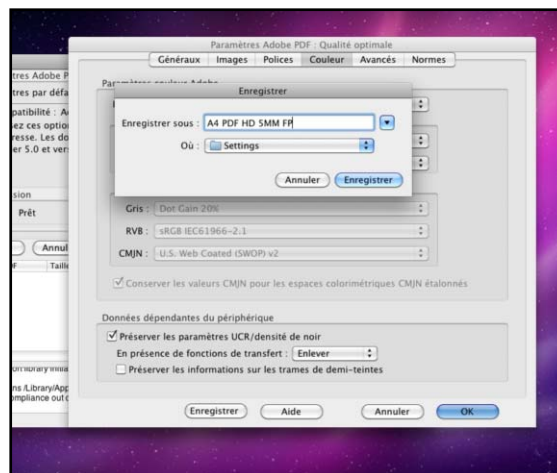 Paramètres Adobe PDF : Qualité optimale
Généraux Images Polices Couleur Avancés Normes
Enregistrer
Enregistrer sous : A4 PDF HD 5MM FP
Où : Settings
Annuler Enregistrer
Gris : Dot Gain 20%
RVB : sRGB IEC61966-2.1
CMJN : U.S. Web Coated (SWOP) v2
Conserver les valeurs CMJN pour les espaces colorimétriques CMJN étalonnés
Données dépendantes du périphérique
Préserver les paramètres UCR/densité de noir
En présence de fonctions de transfert : Enlever
Préserver les informations sur les trames de demi-teintes
Enregistrer Aide Annuler OK
tres Adobe P
tres par défa
patibilité : A
sez ces optio
resse. Les do
er 5.0 et ver
sion
Prêt
Annul
Taille
ns /Library/App
ompliance out o